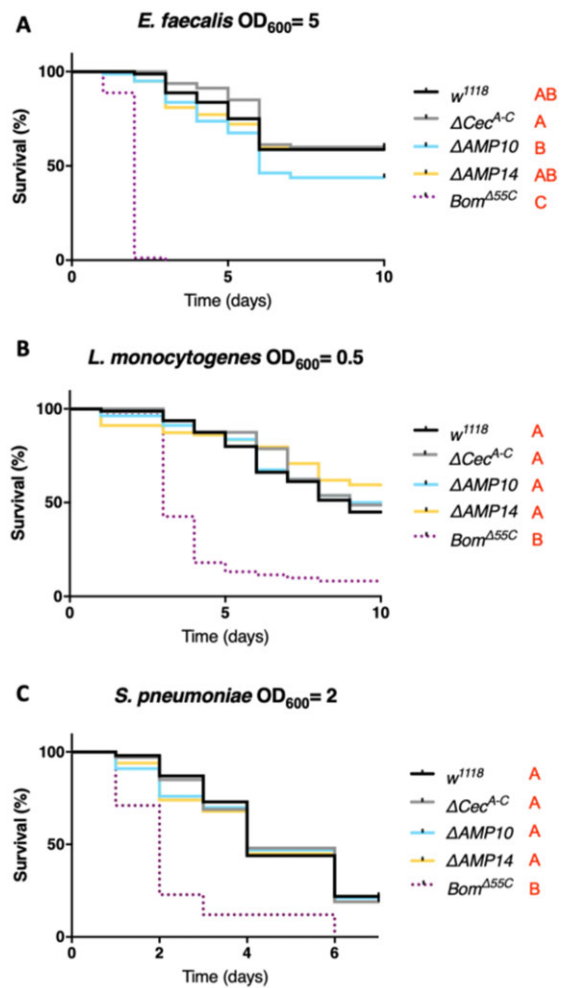 A
E. faecalis OD600= 5
Survival (%)
100
50
0
0 5 10
Time (days)
w1118 AB
ΔCecA-C A
ΔAMP10 B
ΔAMP14 AB
BomΔ55C C
B
L. monocytogenes OD600= 0.5
Survival (%)
100
50
0
0 5 10
Time (days)
w1118 A
ΔCecA-C A
ΔAMP10 A
ΔAMP14 A
BomΔ55C B
C
S. pneumoniae OD600= 2
Survival (%)
100
50
0
0 2 4 6
Time (days)
w1118 A
ΔCecA-C A
ΔAMP10 A
ΔAMP14 A
BomΔ55C B